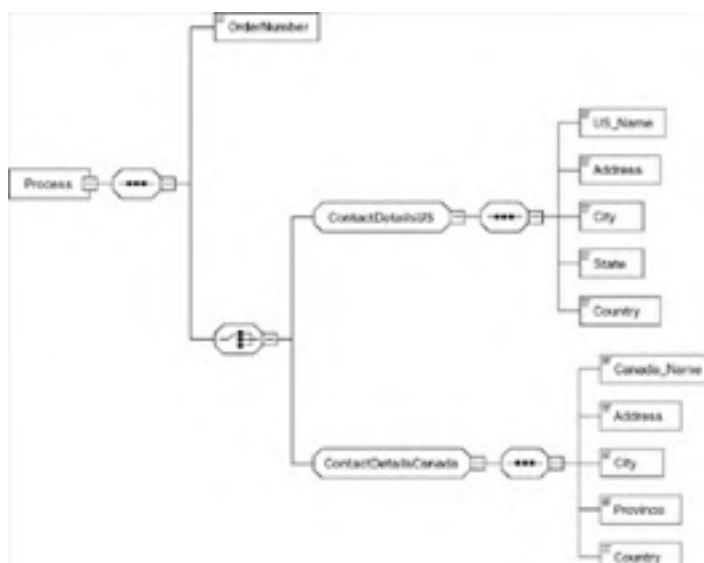 OrderNumber
Process
US_Name
Address
ContactDetailsUS
City
State
Country
Canada_Name
Address
ContactDetailsCanada
City
Province
Country